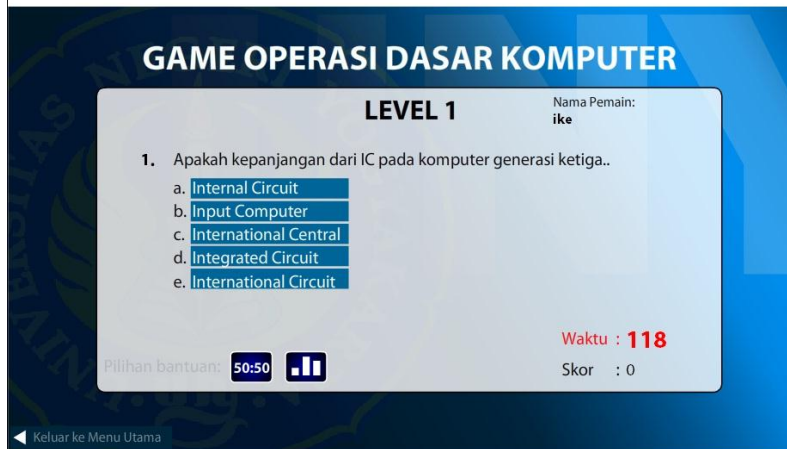 GAME OPERASI DASAR KOMPUTER
LEVEL 1
Nama Pemain:
ike
1. Apakah kepanjangan dari IC pada komputer generasi ketiga..
a. Internal Circuit
b. Input Computer
c. International Central
d. Integrated Circuit
e. International Circuit
Waktu : 118
Pilihan bantuan: 50:50
Skor : 0
Keluar ke Menu Utama